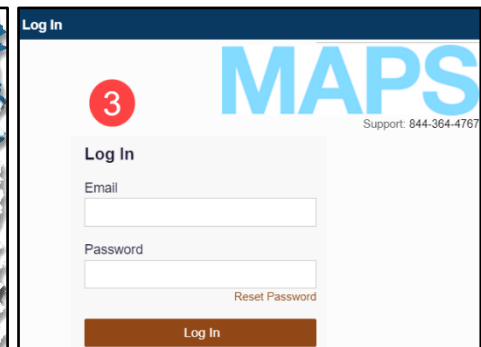 Log In
MAPS
3
Support: 844-364-4767
Log In
Email
Password
Reset Password
Log In